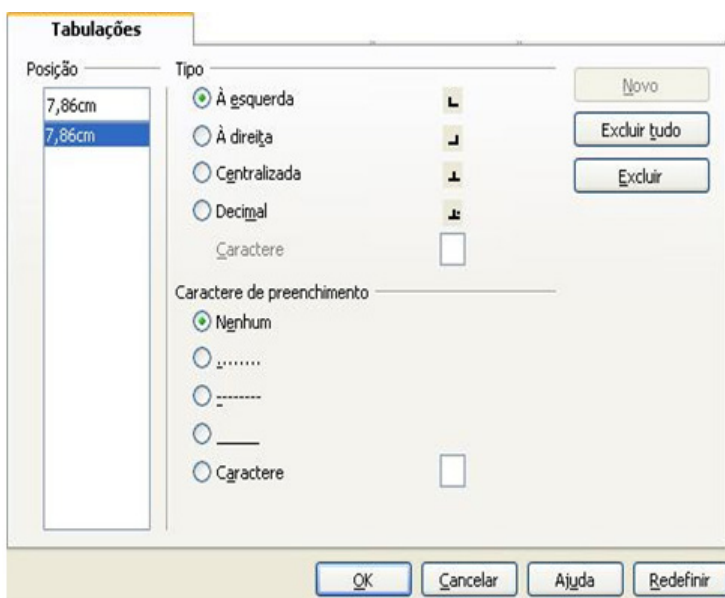 Tabulações
Posição
7,86cm
7,86cm
Tipo
À esquerda
À direita
Centralizada
Decimal
Caractere
Caractere de preenchimento
Nenhum
........
--------
_____
Caractere
Novo
Excluir tudo
Excluir
OK
Cancelar
Ajuda
Redefinir